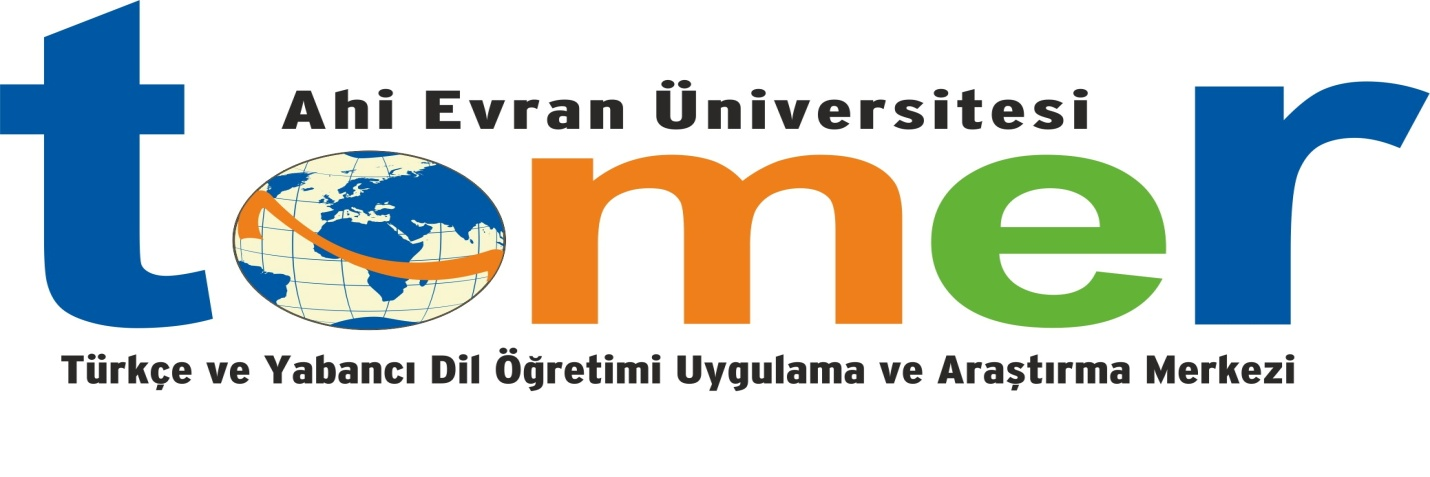 Ahi Evran Üniversitesi
tomer
Türkçe ve Yabancı Dil Öğretimi Uygulama ve Araştırma Merkezi